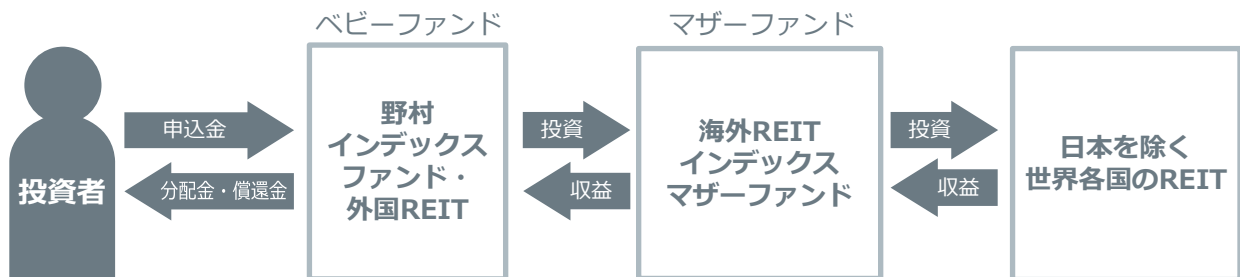 ベビーファンド
マザーファンド
投資者
申込金
分配金・償還金
野村
インデックス
ファンド・
外国REIT
投資
収益
海外REIT
インデックス
マザーファンド
投資
収益
日本を除く
世界各国のREIT